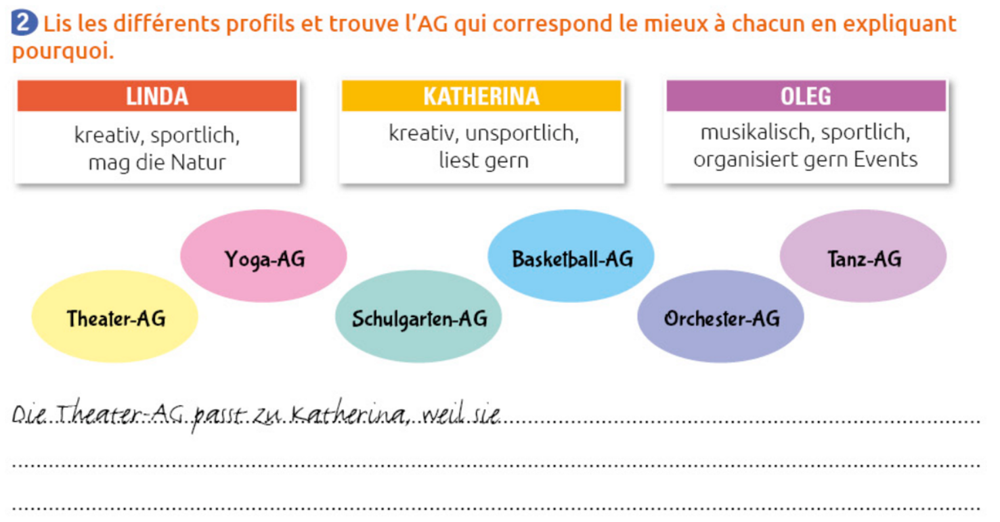 2 Lis les différents profils et trouve l'AG qui correspond le mieux à chacun en expliquant
pourquoi.
LINDA
kreativ, sportlich,
mag die Natur
KATHERINA
kreativ, unsportlich,
liest gern
OLEG
musikalisch, sportlich,
organisiert gern Events
Yoga-AG
Basketball-AG
Tanz-AG
Theater-AG
Schulgarten-AG
Orchester-AG
Die Theater-AG passt zu Katherina, weil sie